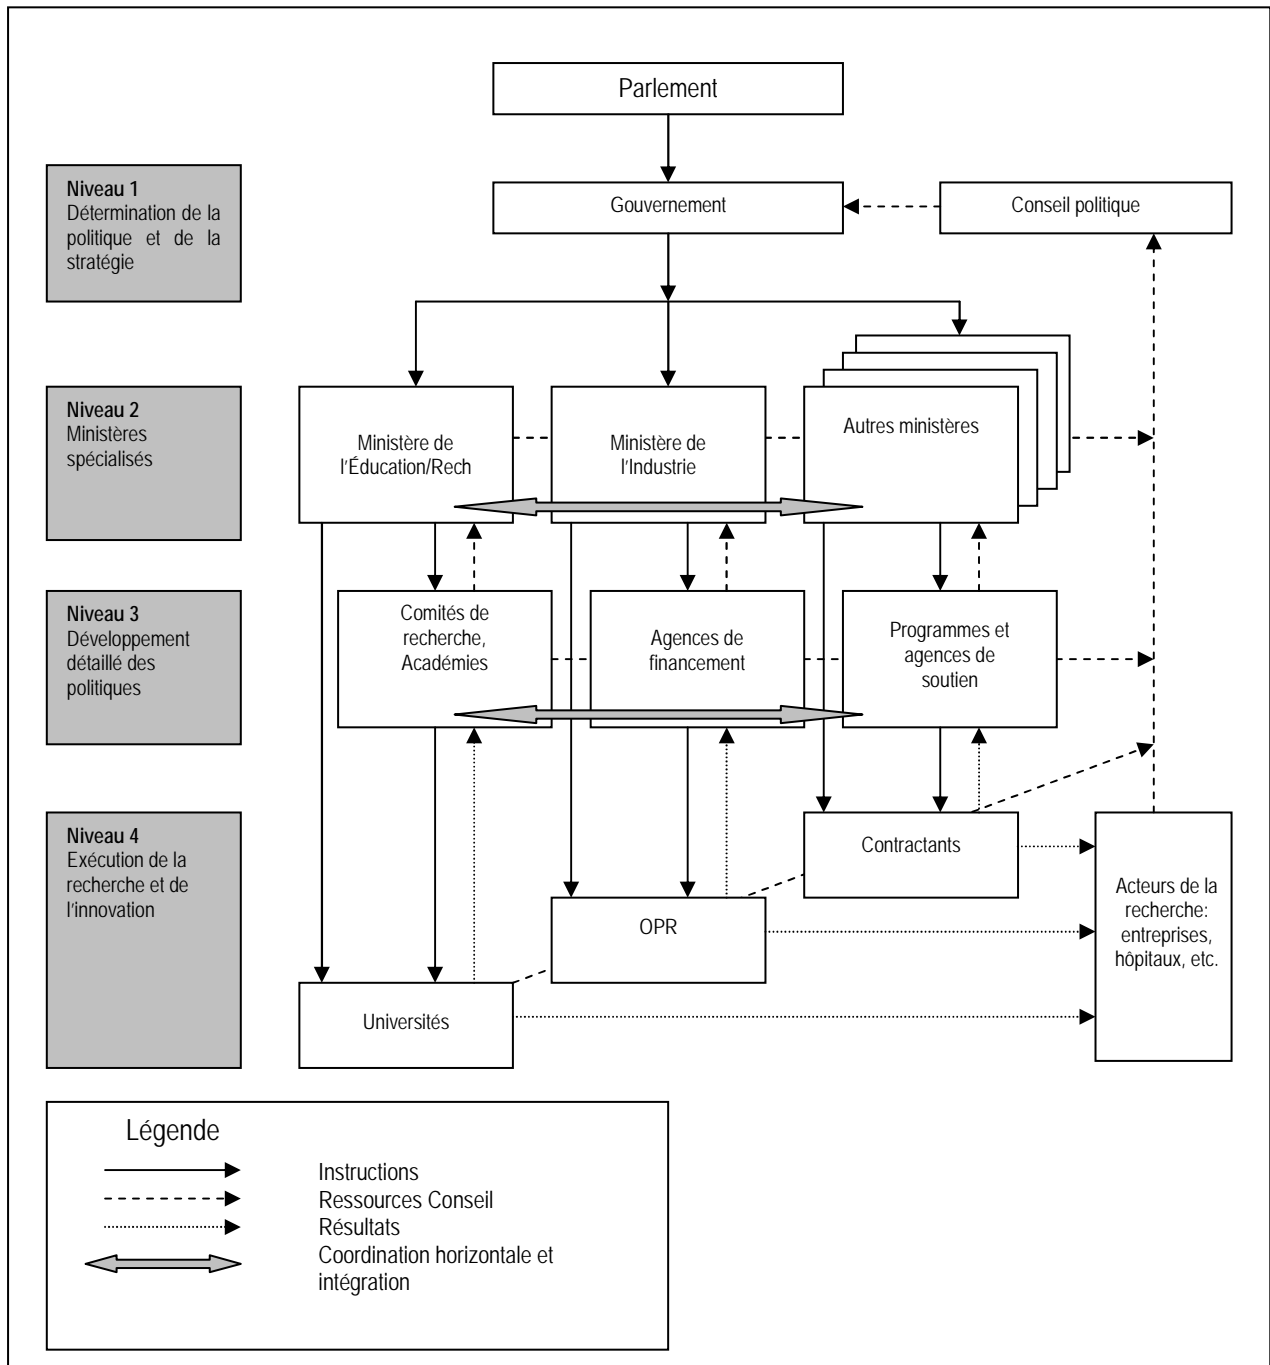 Parlement
Niveau 1
Détermination de la
politique et de la
stratégie
Gouvernement
Conseil politique
Niveau 2
Ministères
spécialisés
Ministère de
l'Éducation/Rech
Ministère de
l'Industrie
Autres ministères
Niveau 3
Développement
détaillé des
politiques
Comités de
recherche,
Académies
Agences de
financement
Programmes et
agences de
soutien
Niveau 4
Exécution de la
recherche et de
l'innovation
Contractants
OPR
Universités
Acteurs de la
recherche:
entreprises,
hôpitaux, etc.
Légende
Instructions
Ressources Conseil
Résultats
Coordination horizontale et
intégration